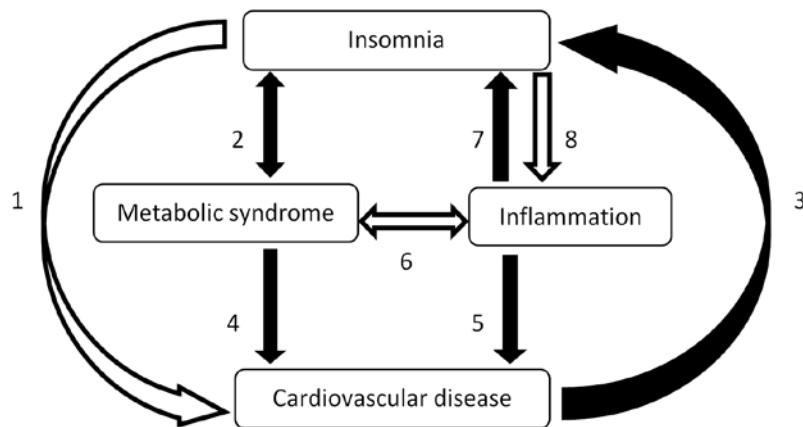 Insomnia
2
7
8
1
Metabolic syndrome
Inflammation
3
6
4
5
Cardiovascular disease